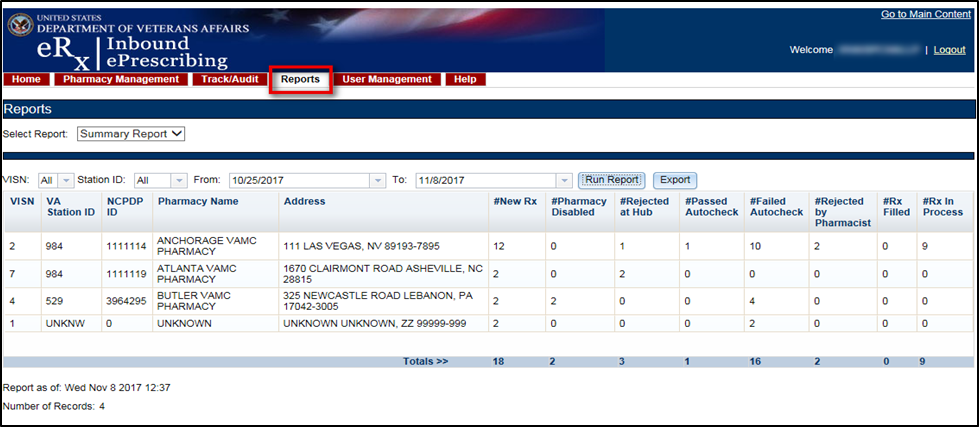 Go to Main Content
UNITED STATES
DEPARTMENT OF VETERANS AFFAIRS
eRx Inbound ePrescribing
Welcome | Logout
Home Pharmacy Management Track/Audit Reports User Management Help
Reports
Select Report: Summary Report
VISN: All Station ID: All From: 10/25/2017 To: 11/8/2017 Run Report Export
VISN VA Station ID NCPDP ID Pharmacy Name Address #New Rx #Pharmacy Disabled #Rejected at Hub #Passed Autocheck #Failed Autocheck #Rejected by Pharmacist #Rx Filled #Rx In Process
2 984 1111114 ANCHORAGE VAMC PHARMACY 111 LAS VEGAS, NV 89193-7895 12 0 1 1 10 2 0 9
7 984 1111119 ATLANTA VAMC PHARMACY 1670 CLAIRMONT ROAD ASHEVILLE, NC 28815 2 0 2 0 0 0 0 0
4 529 3964295 BUTLER VAMC PHARMACY 325 NEWCASTLE ROAD LEBANON, PA 17042-3005 2 2 0 0 4 0 0 0
1 UNKNW 0 UNKNOWN UNKNOWN UNKNOWN, ZZ 99999-999 2 0 0 0 2 0 0 0
Totals >> 18 2 3 1 16 2 0 9
Report as of: Wed Nov 8 2017 12:37
Number of Records: 4